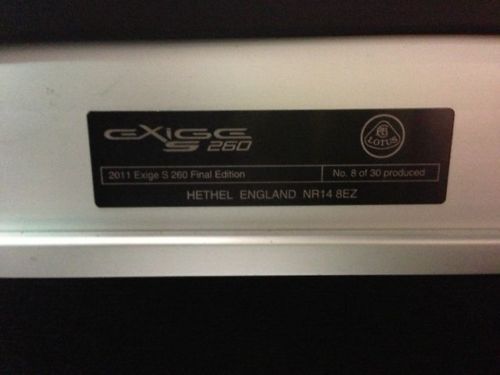 EXIGE
S 260
LOTUS
2011 Exige S 260 Final Edition
No. 8 of 30 produced
HETHEL ENGLAND NR14 8EZ